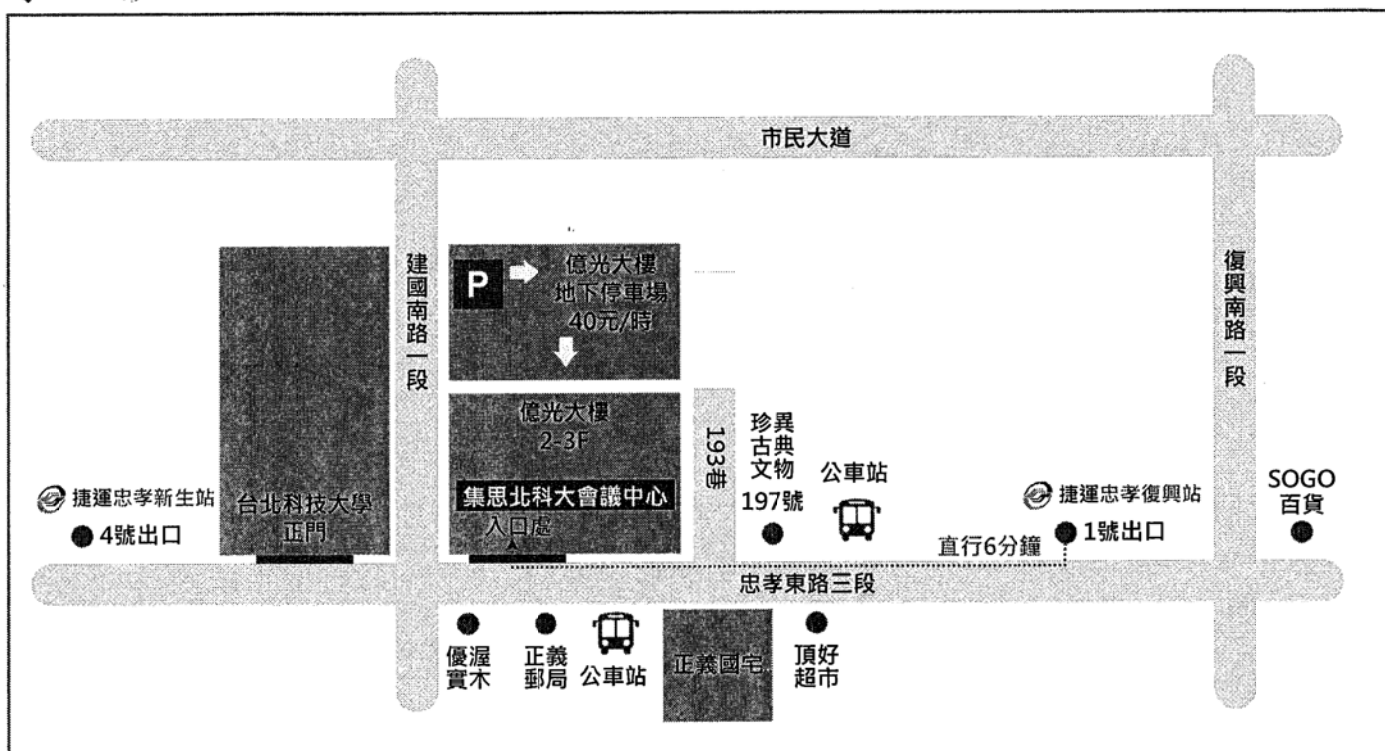 市民大道
建國南路一段
復興南路一段
P
億光大樓
地下停車場
40元/時
億光大樓
2-3F
集思北科大會議中心
入口處
台北科技大學
正門
捷運忠孝新生站
4號出口
193巷
珍異
古典
文物
197號
公車站
捷運忠孝復興站
1號出口
直行6分鐘
SOGO
百貨
忠孝東路三段
優渥
實木
正義
郵局
公車站
正義國宅
頂好
超市